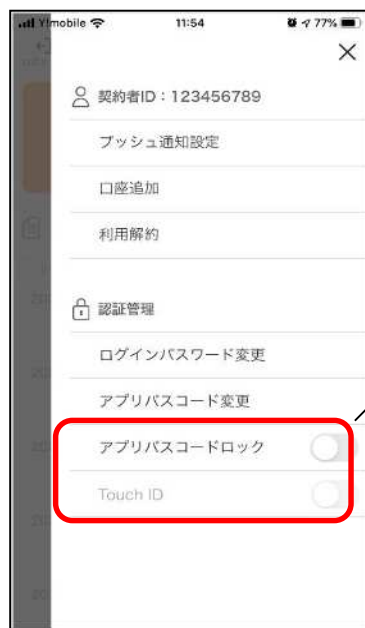 Y!mobile 11:54 77%
契約者ID：123456789
プッシュ通知設定
口座追加
利用解約
認証管理
ログインパスワード変更
アプリパスコード変更
アプリパスコードロック
Touch ID